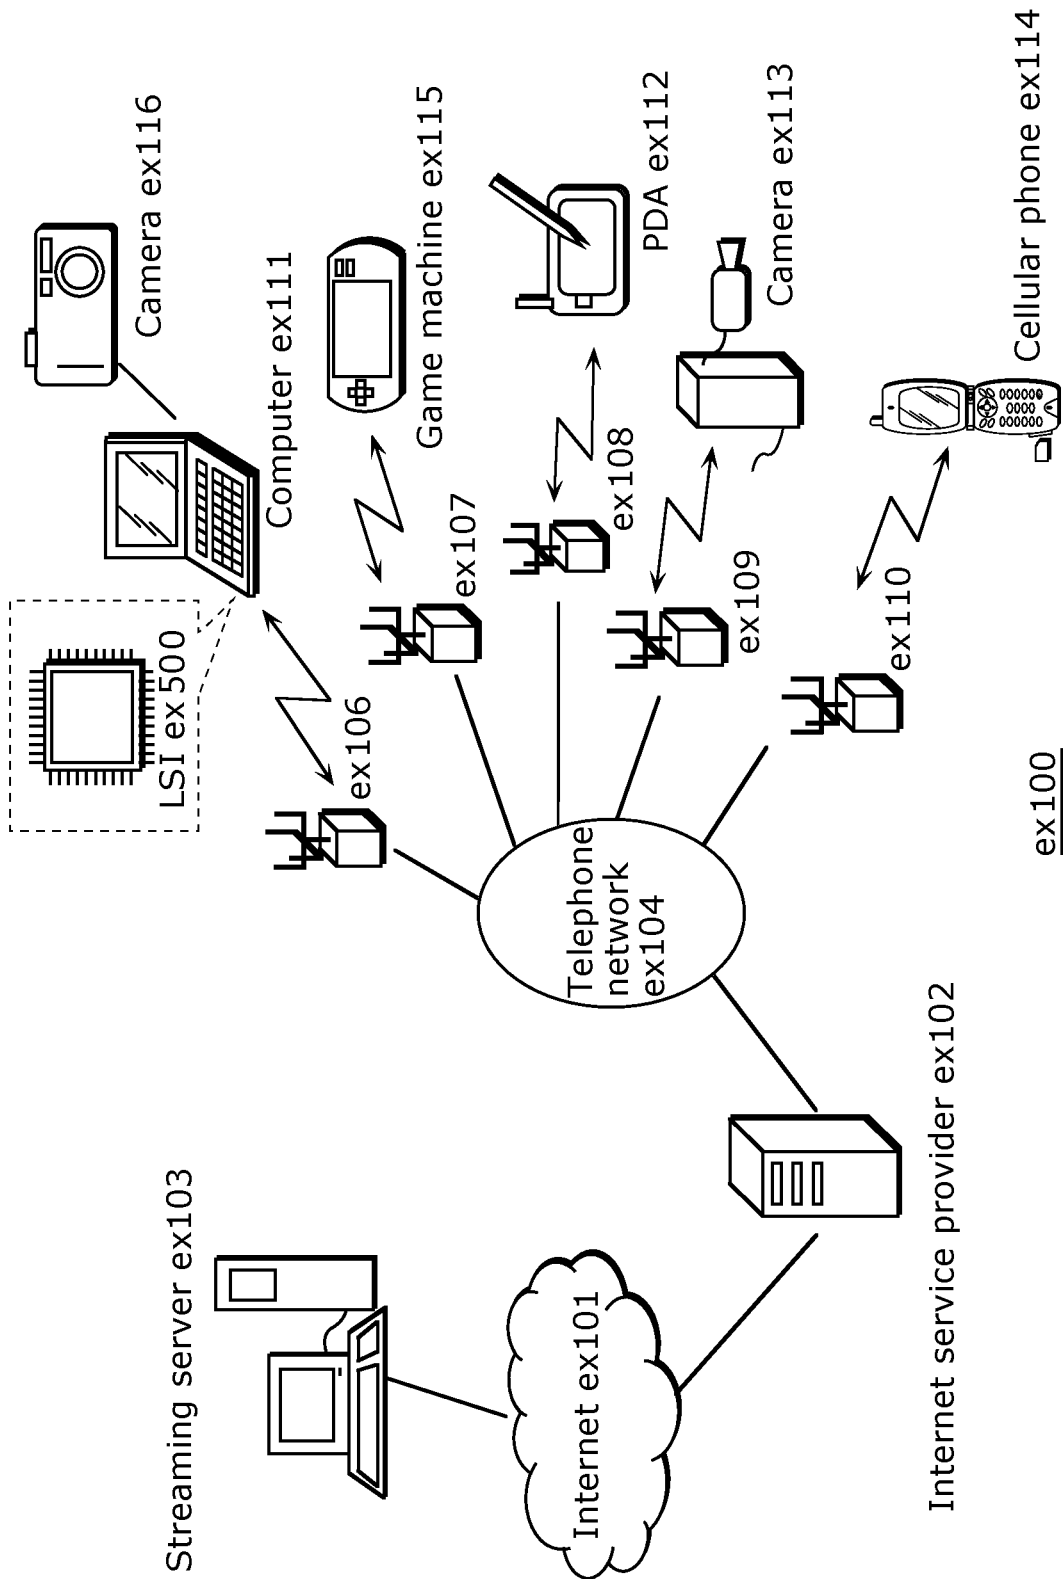 Streaming server ex103
Internet ex101
Internet service provider ex102
Telephone
network
ex104
LSI ex500
ex106
ex107
ex108
ex109
ex110
Camera ex116
Computer ex111
Game machine ex115
PDA ex112
Camera ex113
Cellular phone ex114
ex100